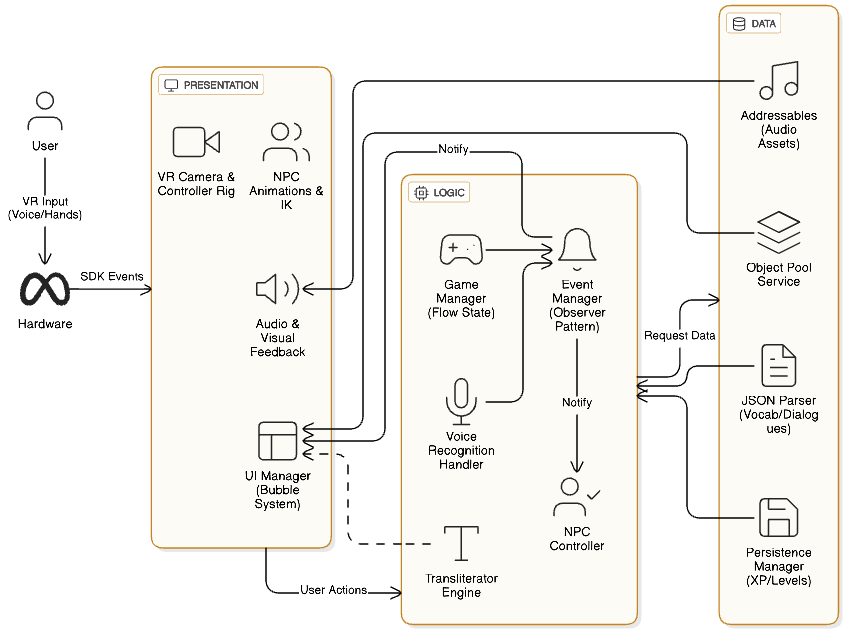 DATA
PRESENTATION
Addressables
(Audio
Assets)
User
VR Camera &
Controller Rig
NPC
Animations &
IK
Notify
LOGIC
VR Input
(Voice/Hands)
SDK Events
Hardware
Game
Manager
(Flow State)
Event
Manager
(Observer
Pattern)
Object Pool
Service
Audio &
Visual
Feedback
Request Data
JSON Parser
(Vocab/Dialog
ues)
Notify
Voice
Recognition
Handler
UI Manager
(Bubble
System)
NPC
Controller
Persistence
Manager
(XP/Levels)
Transliterator
Engine
User Actions